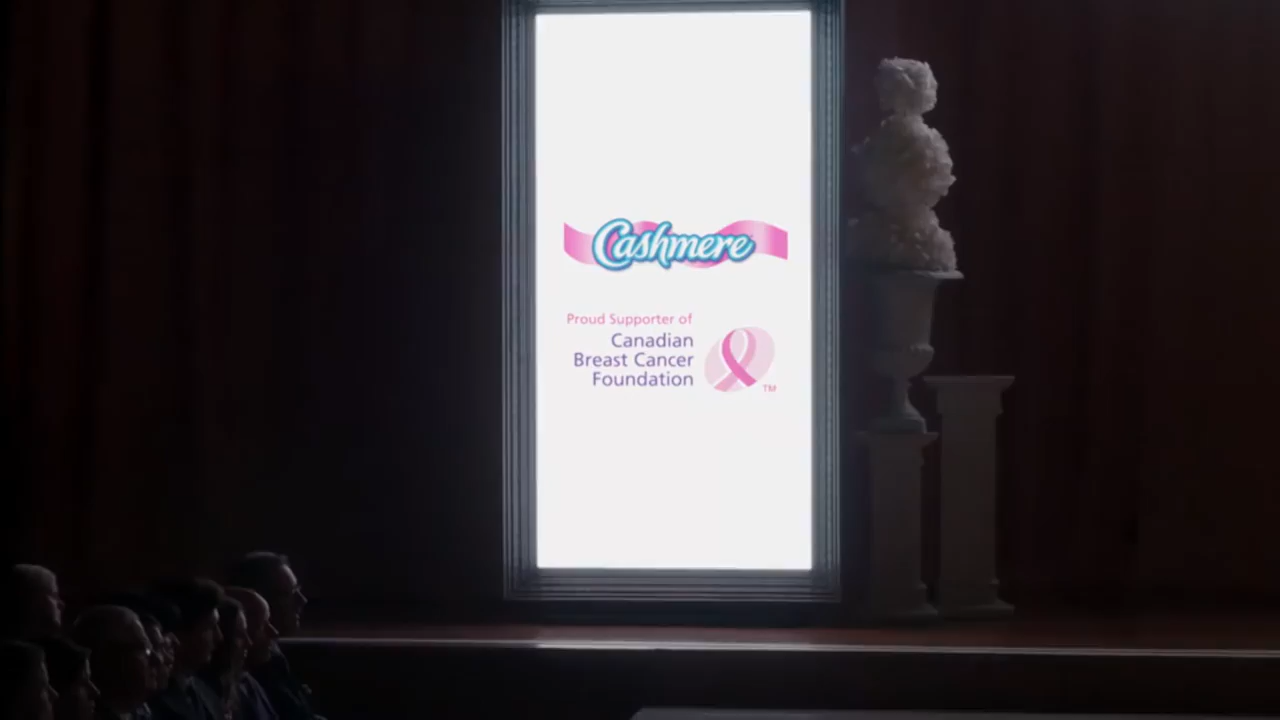 Cashmere
Proud Supporter of
Canadian
Breast Cancer
Foundation
TM